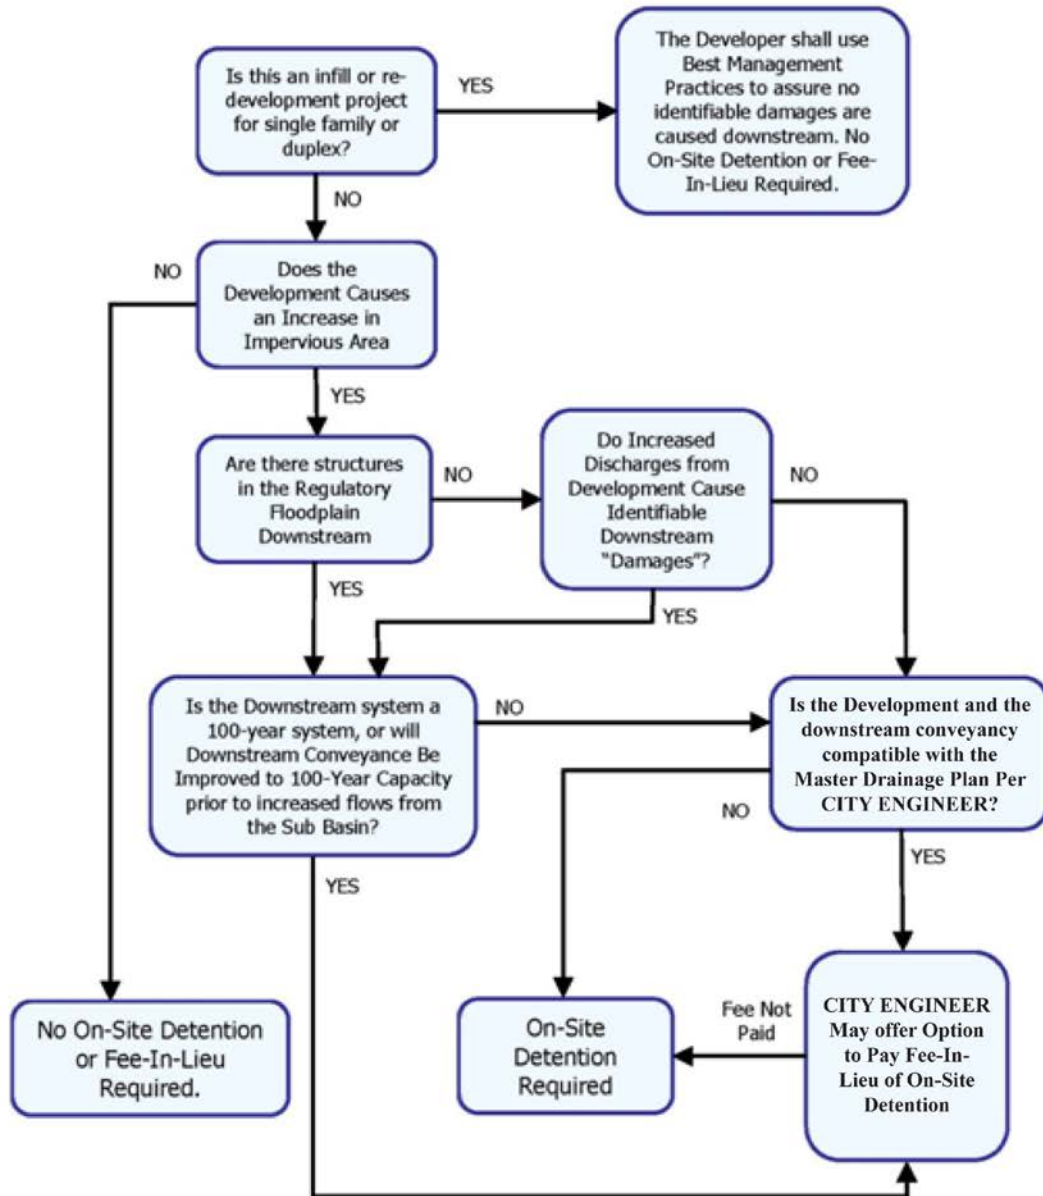 Is this an infill or re-
development project
for single family or
duplex?
YES
The Developer shall use
Best Management
Practices to assure no
identifiable damages are
caused downstream. No
On-Site Detention or Fee-
In-Lieu Required.
NO
NO
Does the
Development Causes
an Increase in
Impervious Area
YES
Are there structures
in the Regulatory
Floodplain
Downstream
NO
Do Increased
Discharges from
Development Cause
Identifiable
Downstream
“Damages”?
NO
YES
YES
Is the Downstream system a
100-year system, or will
Downstream Conveyance Be
Improved to 100-Year Capacity
prior to increased flows from
the Sub Basin?
NO
Is the Development and the
downstream conveyancy
compatible with the
Master Drainage Plan Per
CITY ENGINEER?
NO
YES
YES
No On-Site Detention
or Fee-In-Lieu
Required.
On-Site
Detention
Required
Fee Not
Paid
CITY ENGINEER
May offer Option
to Pay Fee-In-
Lieu of On-Site
Detention